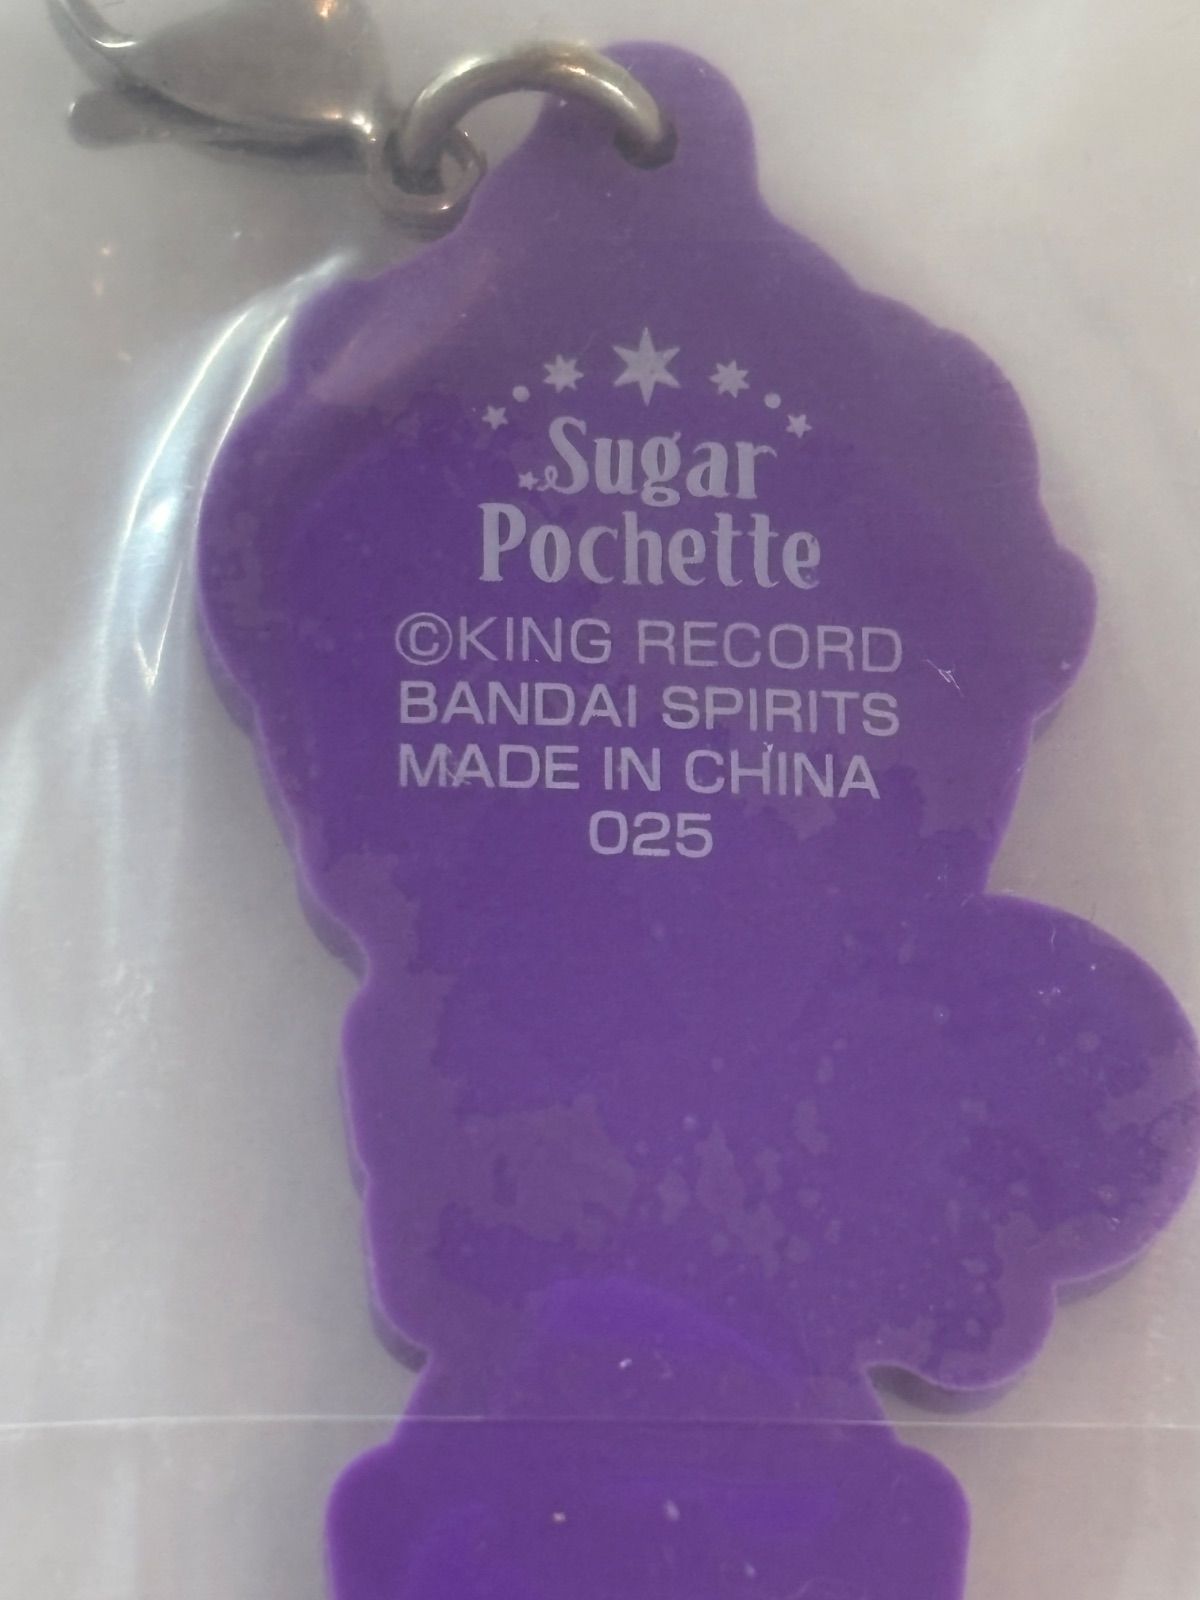 Sugar
Pochette
©KING RECORD
BANDAI SPIRITS
MADE IN CHINA
025